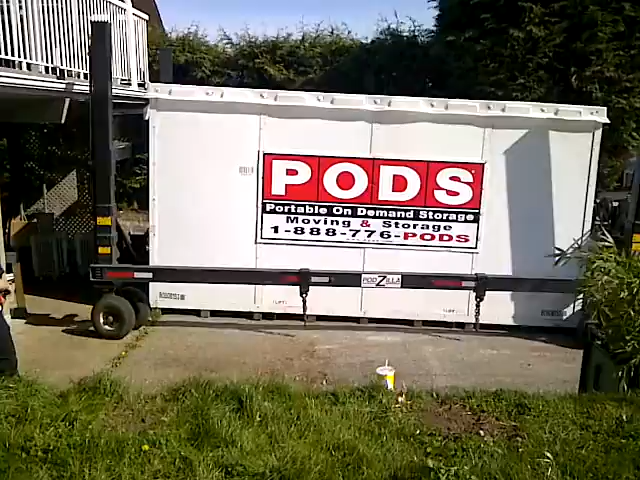 PODS
Portable On Demand Storage
Moving & Storage
1-888-776-PODS
PODZILLA